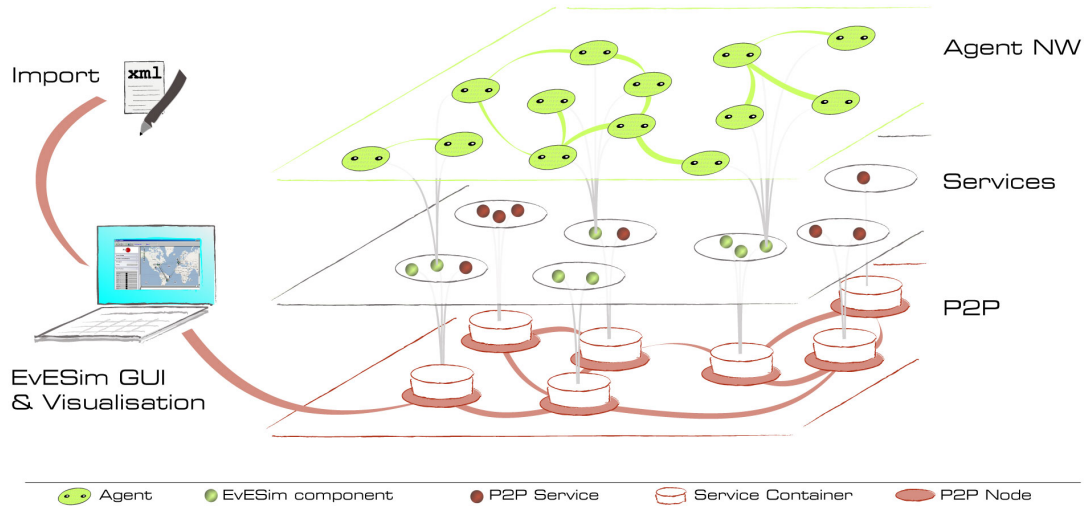 Agent NW
Import
xml
Services
P2P
EvESim GUI
& Visualisation
Agent
EvESim component
P2P Service
Service Container
P2P Node